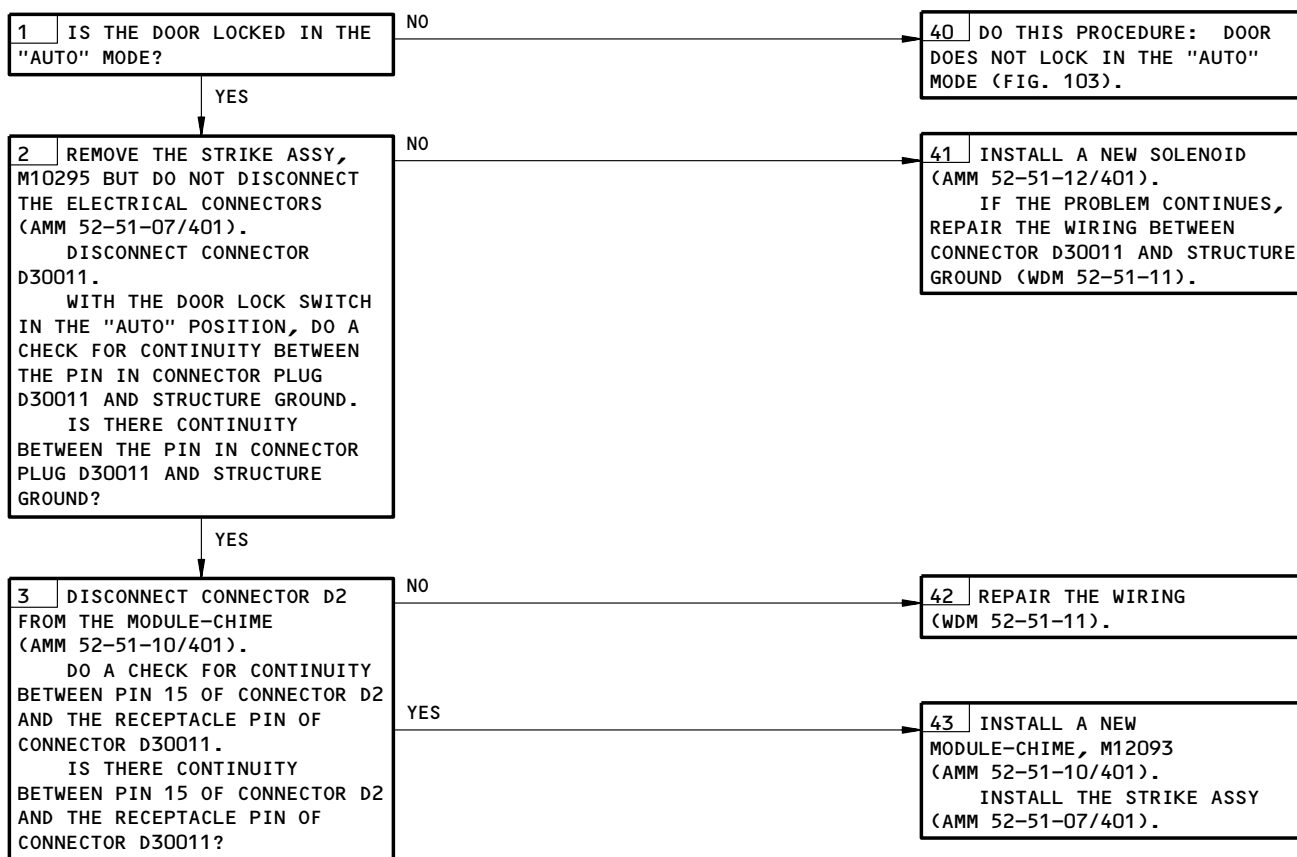 1 IS THE DOOR LOCKED IN THE
"AUTO" MODE?
NO
40 DO THIS PROCEDURE: DOOR
DOES NOT LOCK IN THE "AUTO"
MODE (FIG. 103).
YES
2 REMOVE THE STRIKE ASSY,
M10295 BUT DO NOT DISCONNECT
THE ELECTRICAL CONNECTORS
(AMM 52-51-07/401).
DISCONNECT CONNECTOR
D30011.
WITH THE DOOR LOCK SWITCH
IN THE "AUTO" POSITION, DO A
CHECK FOR CONTINUITY BETWEEN
THE PIN IN CONNECTOR PLUG
D30011 AND STRUCTURE GROUND.
IS THERE CONTINUITY
BETWEEN THE PIN IN CONNECTOR
PLUG D30011 AND STRUCTURE
GROUND?
NO
41 INSTALL A NEW SOLENOID
(AMM 52-51-12/401).
IF THE PROBLEM CONTINUES,
REPAIR THE WIRING BETWEEN
CONNECTOR D30011 AND STRUCTURE
GROUND (WDM 52-51-11).
YES
3 DISCONNECT CONNECTOR D2
FROM THE MODULE-CHIME
(AMM 52-51-10/401).
DO A CHECK FOR CONTINUITY
BETWEEN PIN 15 OF CONNECTOR D2
AND THE RECEPTACLE PIN OF
CONNECTOR D30011.
IS THERE CONTINUITY
BETWEEN PIN 15 OF CONNECTOR D2
AND THE RECEPTACLE PIN OF
CONNECTOR D30011?
NO
42 REPAIR THE WIRING
(WDM 52-51-11).
YES
43 INSTALL A NEW
MODULE-CHIME, M12093
(AMM 52-51-10/401).
INSTALL THE STRIKE ASSY
(AMM 52-51-07/401).